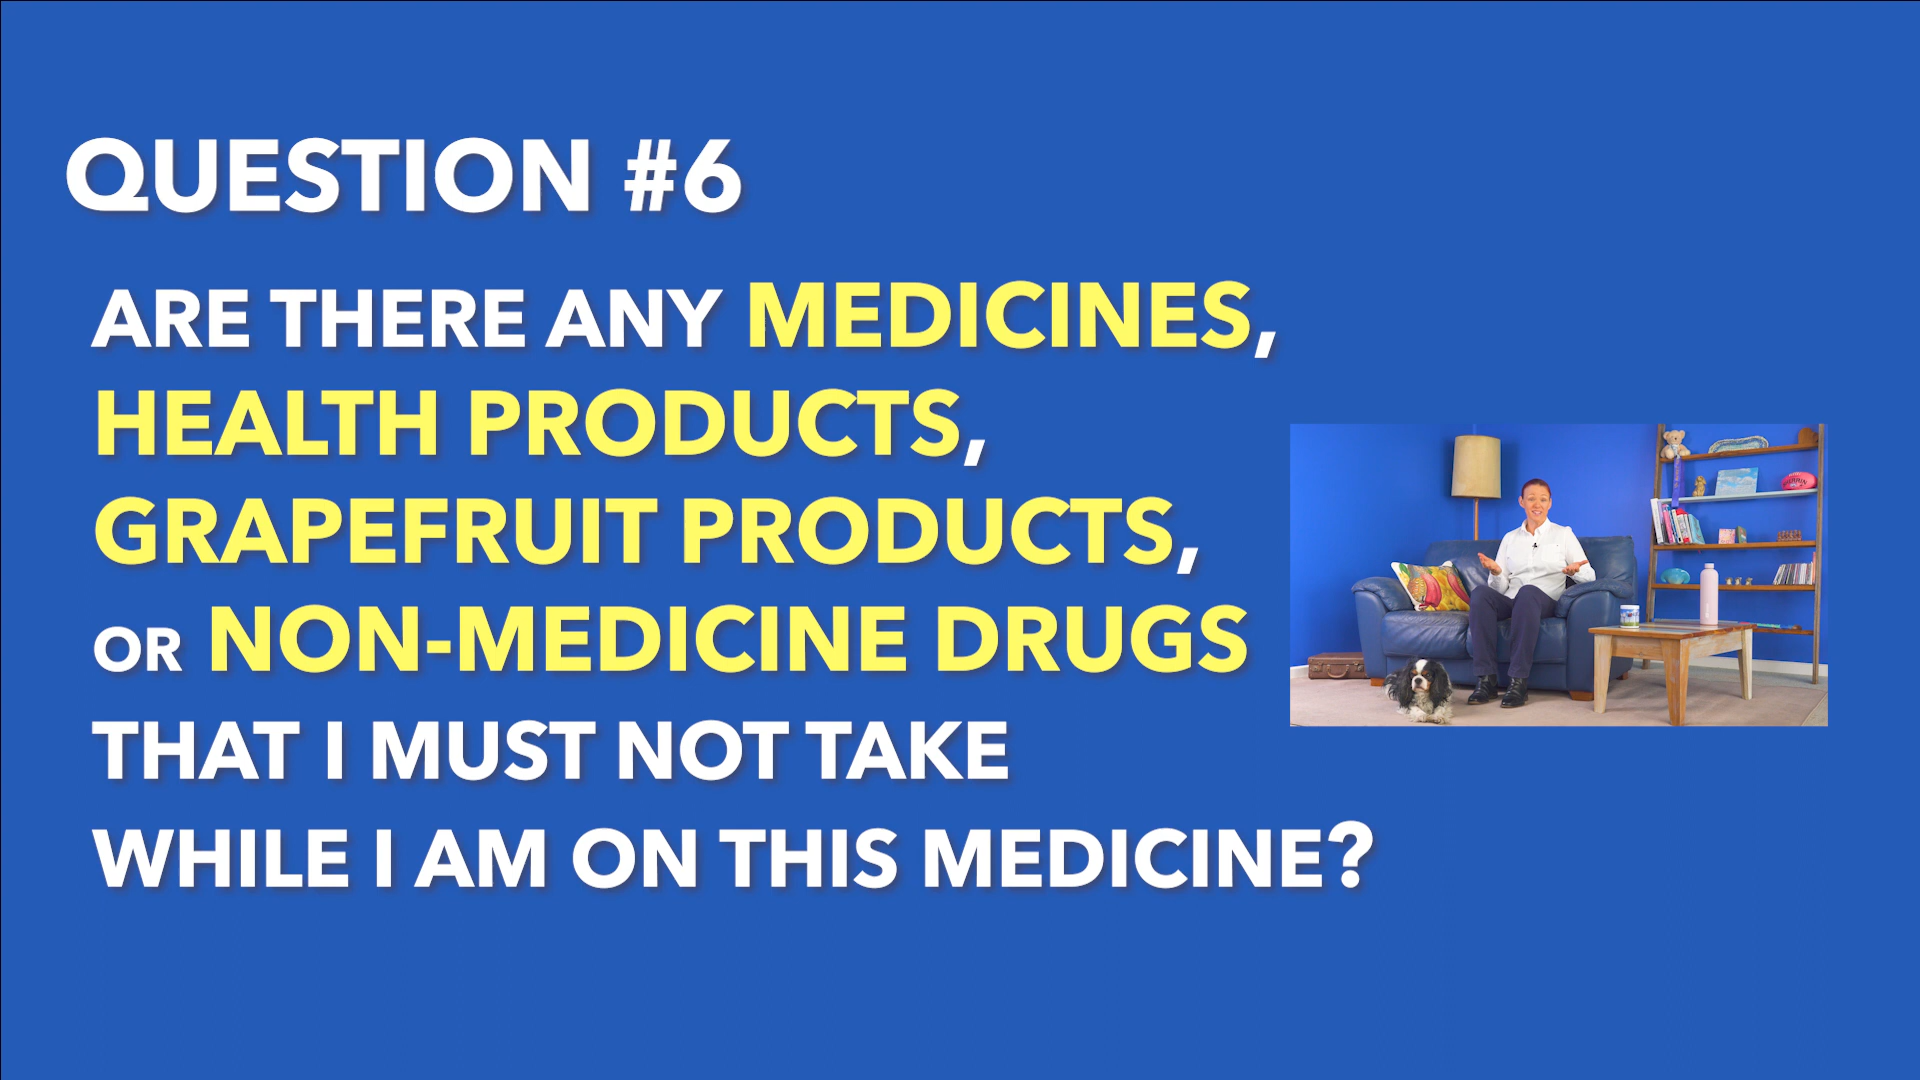 QUESTION #6
ARE THERE ANY MEDICINES,
HEALTH PRODUCTS,
GRAPEFRUIT PRODUCTS,
OR NON-MEDICINE DRUGS
THAT I MUST NOT TAKE
WHILE I AM ON THIS MEDICINE?